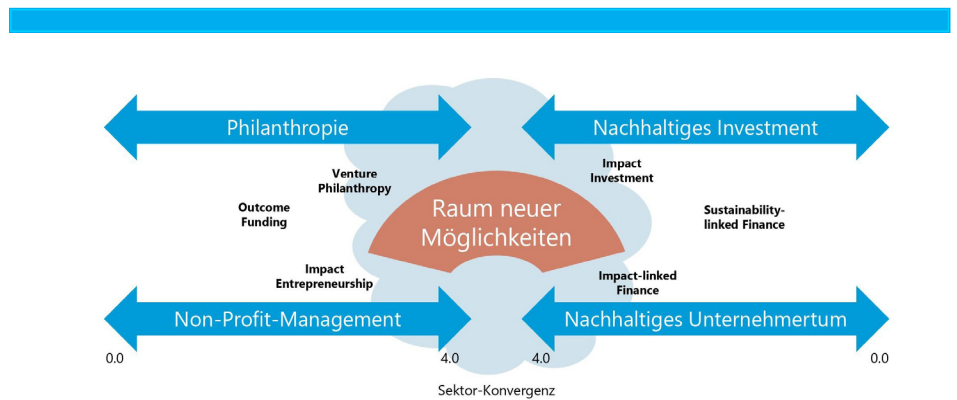 Philanthropie
Nachhaltiges Investment
Venture
Philanthropy
Impact
Investment
Outcome
Funding
Raum neuer
Möglichkeiten
Sustainability-
linked Finance
Impact
Entrepreneurship
Impact-linked
Finance
Non-Profit-Management
Nachhaltiges Unternehmertum
0.0
4.0
4.0
0.0
Sektor-Konvergenz